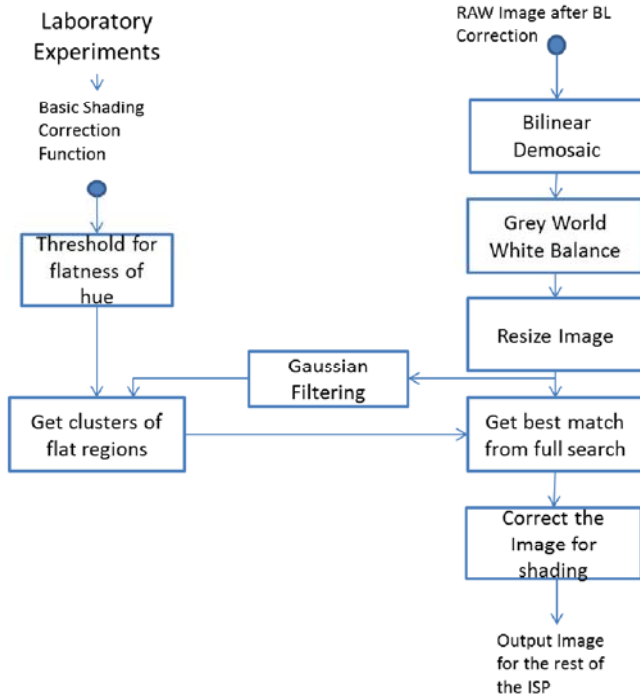 Laboratory
Experiments
Basic Shading
Correction
Function
Threshold for
flatness of
hue
Get clusters of
flat regions
Gaussian
Filtering
RAW Image after BL
Correction
Bilinear
Demosaic
Grey World
White Balance
Resize Image
Get best match
from full search
Correct the
Image for
shading
Output Image
for the rest of
the ISP